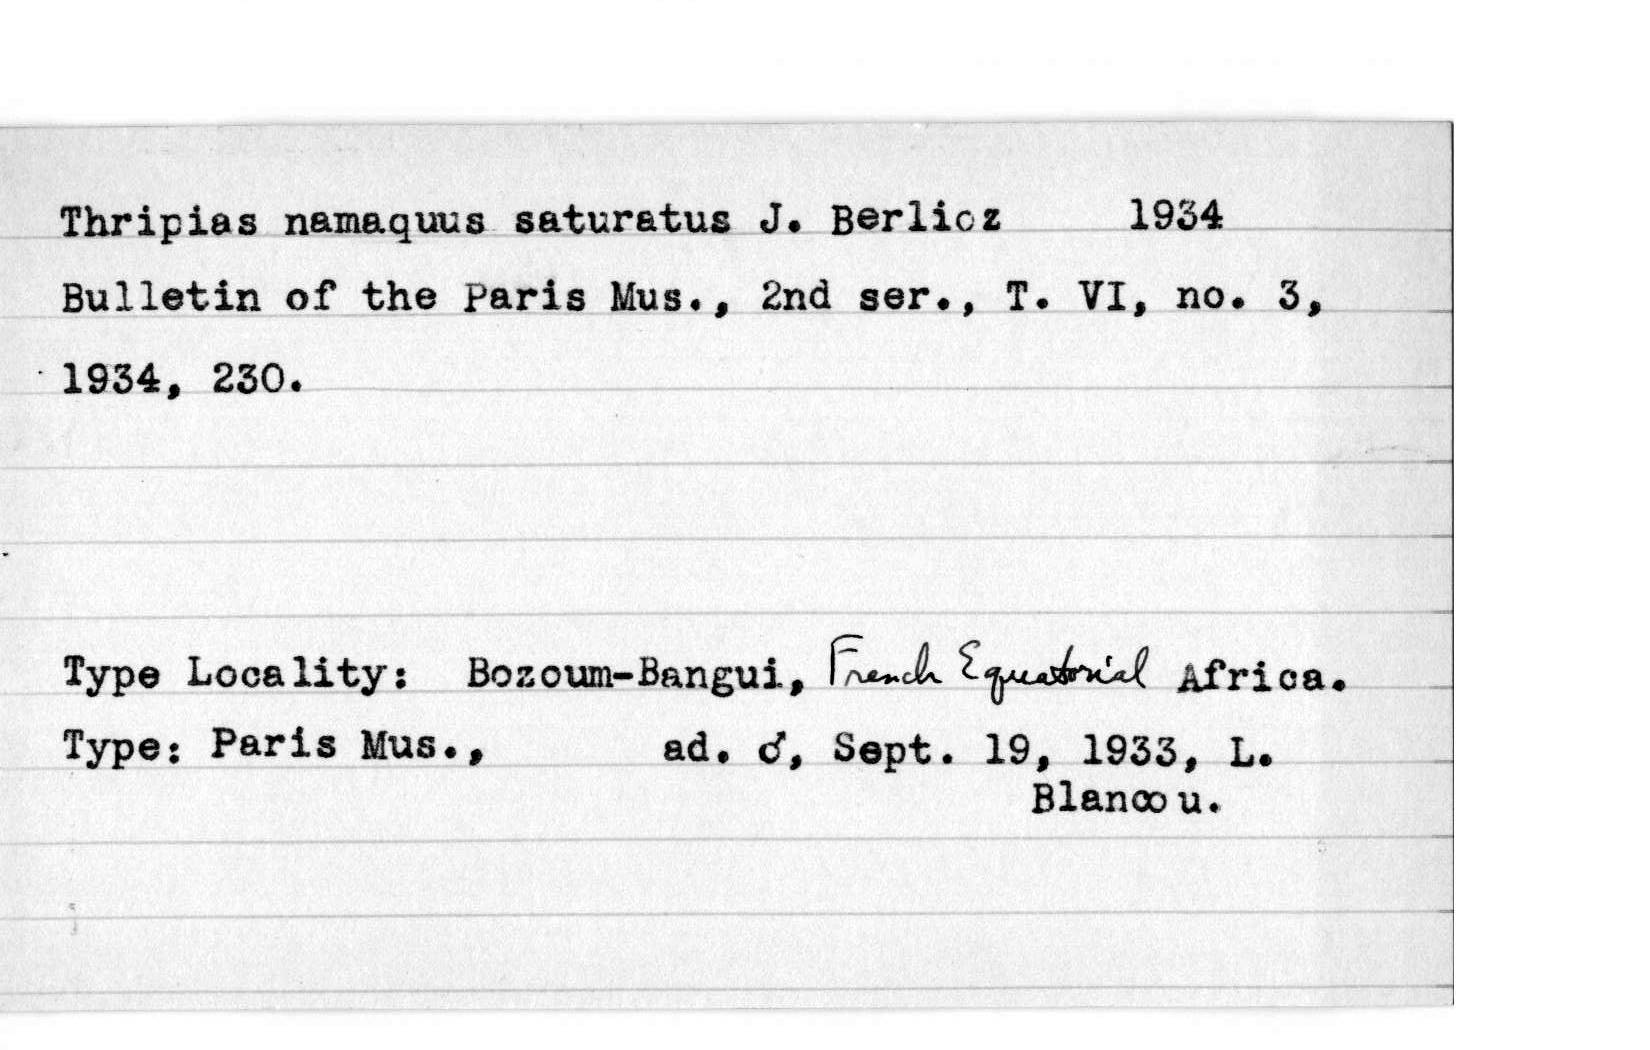 Thripias namaquus saturatus J. Berlioz 1934
Bulletin of the Paris Mus., 2nd ser., T. VI, no. 3,
1934, 230.
Type Locality: Bozoum-Bangui, French Equatorial Africa.
Type: Paris Mus., ad. ♂, Sept. 19, 1933, L.
Blancou.